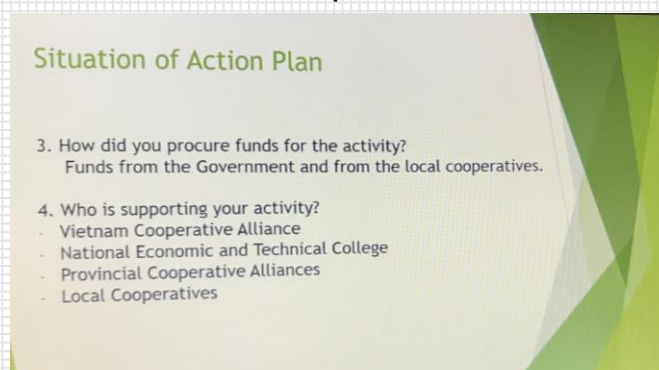 Situation of Action Plan
3. How did you procure funds for the activity?
Funds from the Government and from the local cooperatives.
4. Who is supporting your activity?
- Vietnam Cooperative Alliance
- National Economic and Technical College
- Provincial Cooperative Alliances
- Local Cooperatives